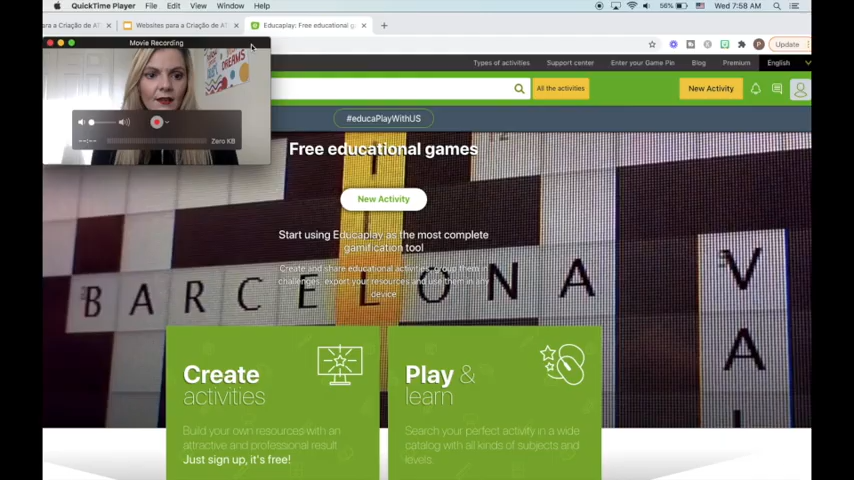 QuickTime Player File Edit View Window Help
56% Wed 7:58 AM
para a Criação de AT
Websites para a Criação de AT
Educaplay: Free educational g
Movie Recording
Update
DREAMS
Types of activities Support center Enter your Game Pin Blog Premium English
All the activities
New Activity
--:--
Zero KB
#educaPlayWithUS
Free educational games
New Activity
Start using Educaplay as the most complete
gamification tool
Create and share educational activities, group them in
challenges, export your resources and use them in any
device
BARCELONA
V
A
Create
activities
Play &
learn
Build your own resources with an
attractive and professional result
Just sign up, it's free!
Search your perfect activity in a wide
catalog with all kinds of subjects and
levels.